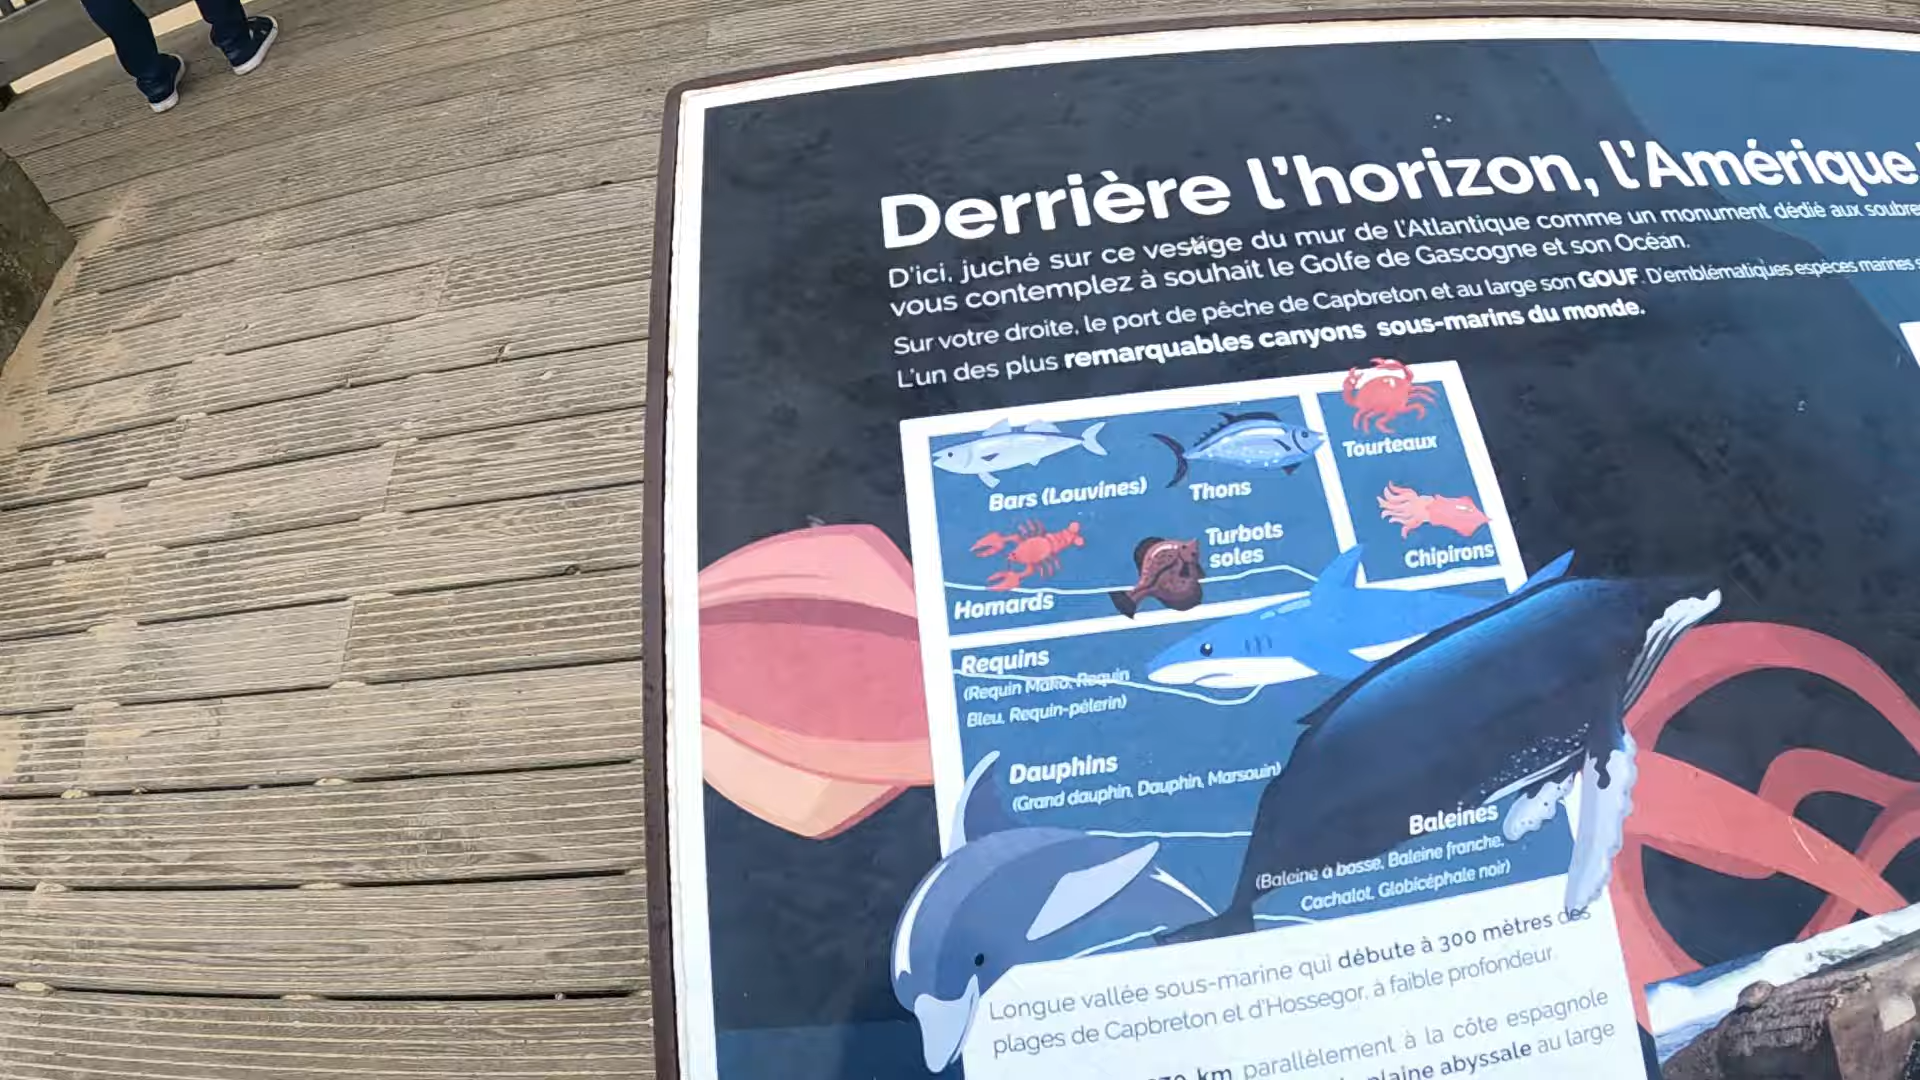 Derrière l'horizon, l'Amérique!
D'ici, juché sur ce vestige du mur de l'Atlantique comme un monument dédié aux
vous contemplez à souhait le Golfe de Gascogne et son Océan.
Sur votre droite, le port de pêche de Capbreton et au large son GOUF. D'emblématiques espèces marines
L'un des plus remarquables canyons sous-marins du monde.
Bars (Louvines)
Thons
Tourteaux
Homards
Turbots
soles
Chipirons
Requins
(Requin Mako, Requin
Bleu, Requin-pèlerin)
Dauphins
(Grand dauphin, Dauphin, Marsouin)
Baleines
(Baleine à bosse, Baleine franche,
Cachalot, Globicéphale noir)
Longue vallée sous-marine qui débute à 300 mètres des
plages de Capbreton et d'Hossegor, à faible profondeur.
km parallèlement à la côte espagnole
plaine abyssale au large